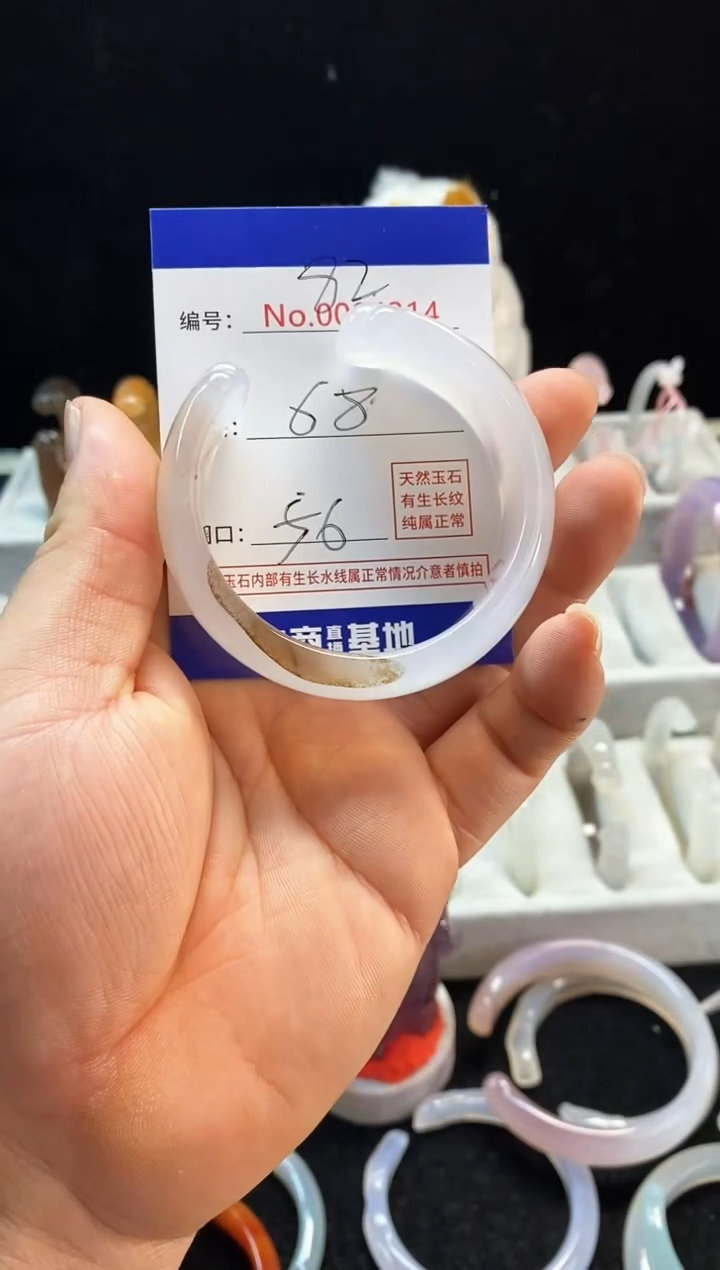 82
编号: No.00 214
: 68
天然玉石
有生长纹
纯属正常
圈口: 56
玉石内部有生长水线属正常情况介意者慎拍
商 基地